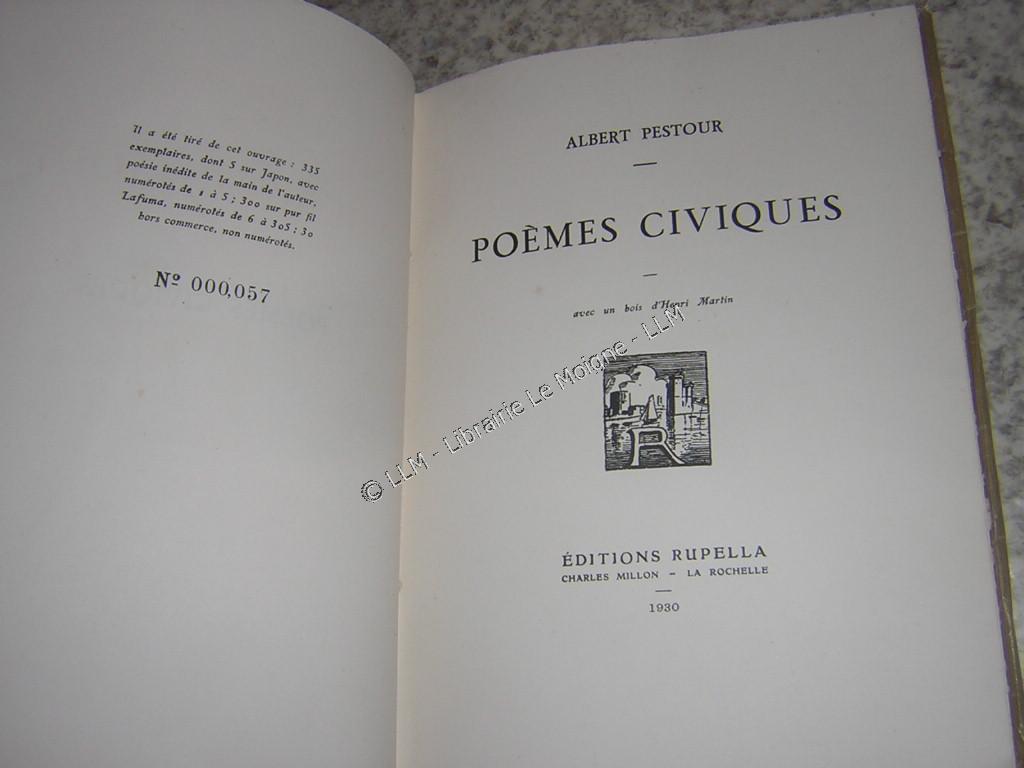 Il a été tiré de cet ouvrage : 335
exemplaires, dont 5 sur Japon, avec
poésie inédite de la main de l'auteur,
numérotés de 1 à 5 ; 300 sur pur fil
Lafuma, numérotés de 6 à 305 ; 30
hors commerce, non numérotés.
Nº 000,057
ALBERT PESTOUR
POÈMES CIVIQUES
avec un bois d'Henri Martin
R
ÉDITIONS RUPELLA
CHARLES MILLON – LA ROCHELLE
1930
© LLM - Librairie Le Moigne - LLM